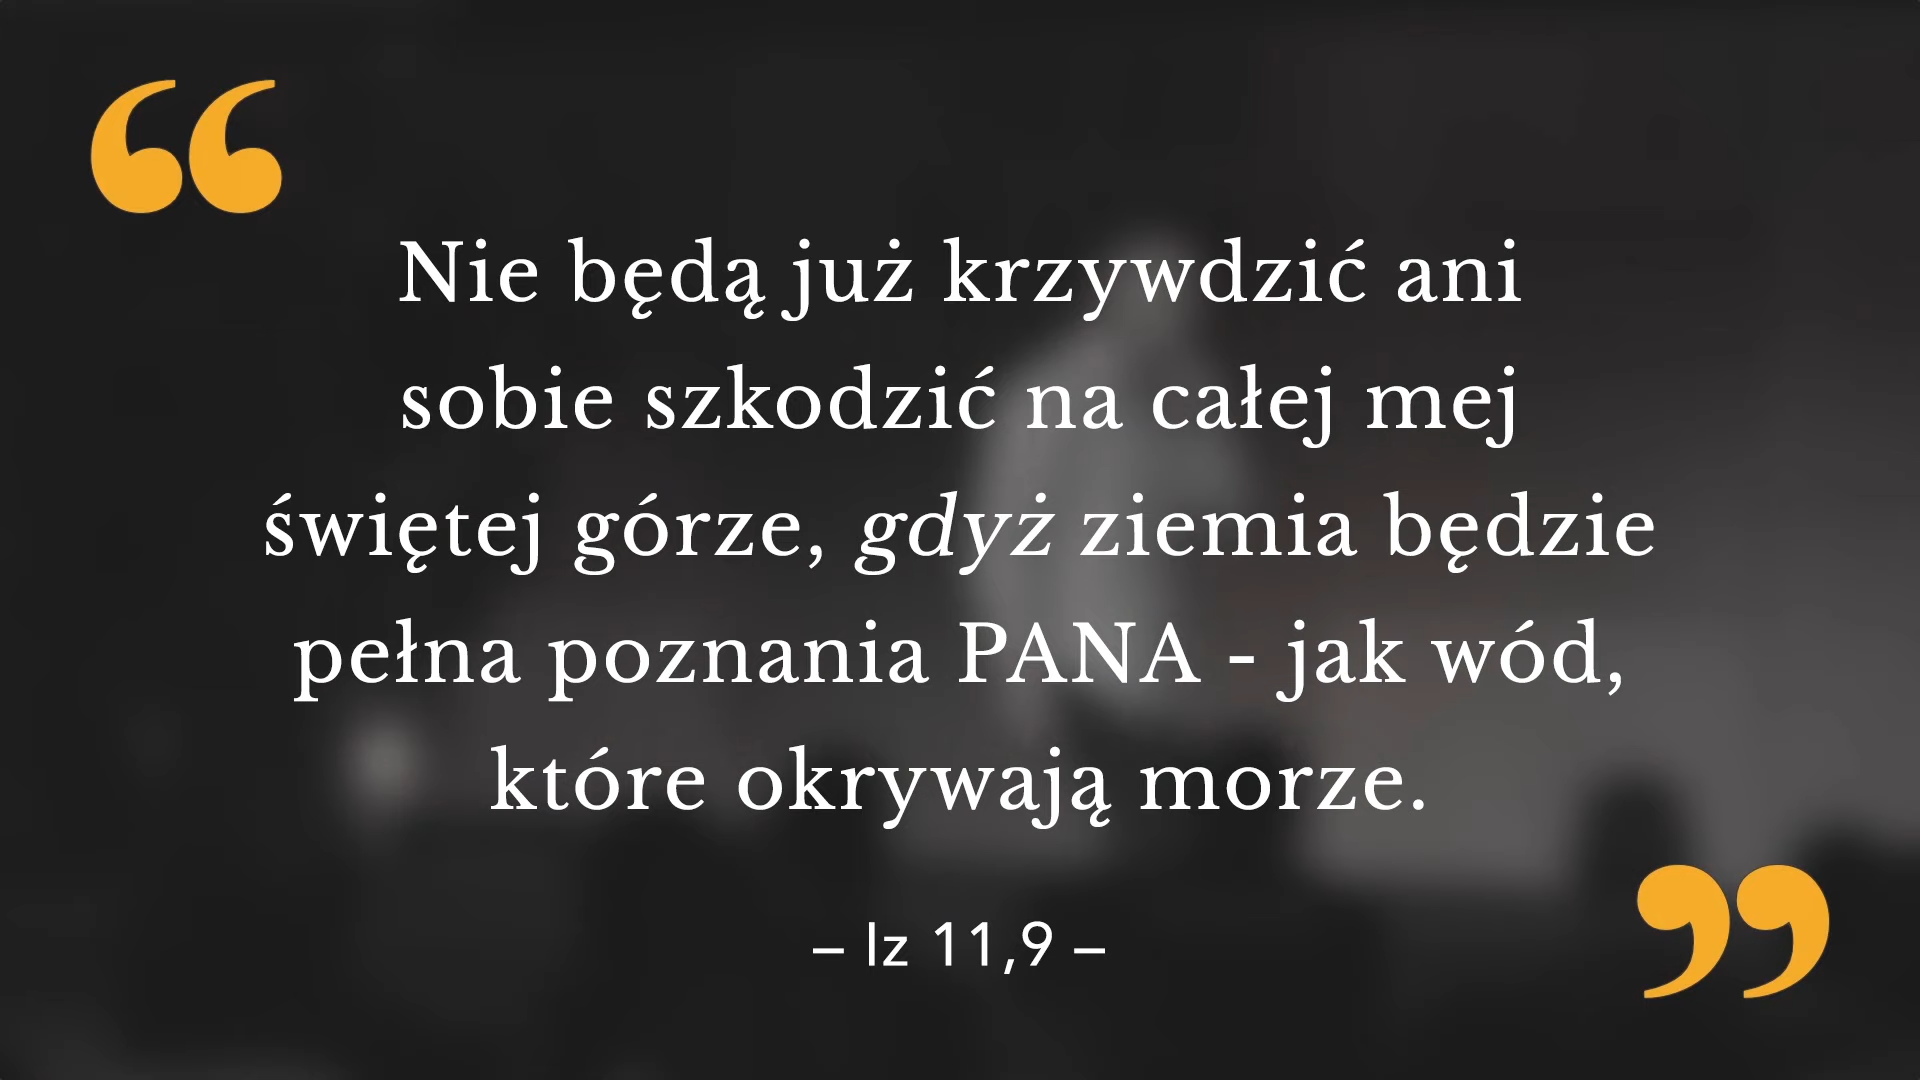 “
Nie będą już krzywdzić ani
sobie szkodzić na całej mej
świętej górze, gdyż ziemia będzie
pełna poznania PANA - jak wód,
które okrywają morze.
”
– Iz 11,9 –